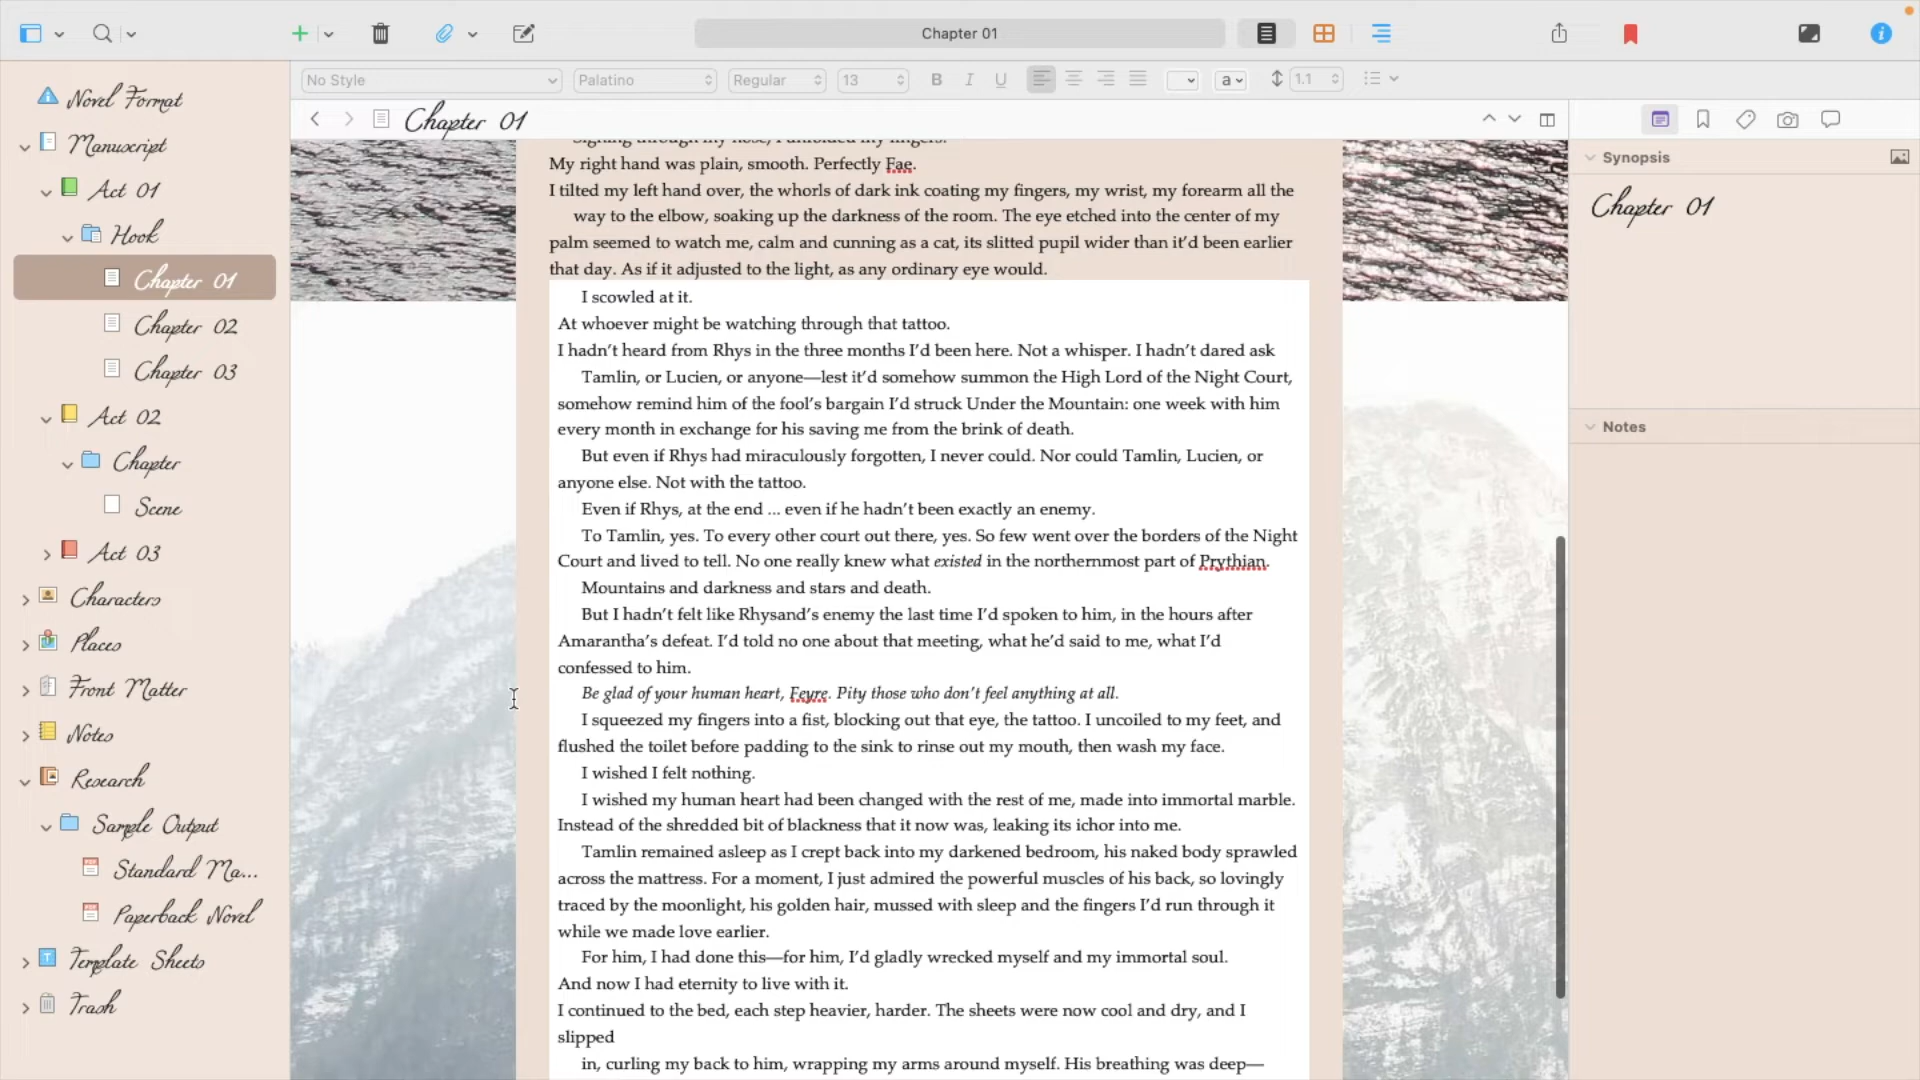 Chapter 01
No Style
Palatino
Regular
13
B
I
U
a
1.1
Novel Format
Manuscript
Act 01
Hook
Chapter 01
Chapter 02
Chapter 03
Act 02
Chapter
Scene
Act 03
Characters
Places
Front Matter
Notes
Research
Sample Output
Standard Ma...
Paperback Novel
Template Sheets
Trash
Chapter 01
My right hand was plain, smooth. Perfectly Fae.
I tilted my left hand over, the whorls of dark ink coating my fingers, my wrist, my forearm all the
way to the elbow, soaking up the darkness of the room. The eye etched into the center of my
palm seemed to watch me, calm and cunning as a cat, its slitted pupil wider than it’d been earlier
that day. As if it adjusted to the light, as any ordinary eye would.
I scowled at it.
At whoever might be watching through that tattoo.
I hadn’t heard from Rhys in the three months I’d been here. Not a whisper. I hadn’t dared ask
Tamlin, or Lucien, or anyone—lest it’d somehow summon the High Lord of the Night Court,
somehow remind him of the fool’s bargain I’d struck Under the Mountain: one week with him
every month in exchange for his saving me from the brink of death.
But even if Rhys had miraculously forgotten, I never could. Nor could Tamlin, Lucien, or
anyone else. Not with the tattoo.
Even if Rhys, at the end ... even if he hadn’t been exactly an enemy.
To Tamlin, yes. To every other court out there, yes. So few went over the borders of the Night
Court and lived to tell. No one really knew what existed in the northernmost part of Prythian.
Mountains and darkness and stars and death.
But I hadn’t felt like Rhysand’s enemy the last time I’d spoken to him, in the hours after
Amarantha’s defeat. I’d told no one about that meeting, what he’d said to me, what I’d
confessed to him.
Be glad of your human heart, Feyre. Pity those who don’t feel anything at all.
I squeezed my fingers into a fist, blocking out that eye, the tattoo. I uncoiled to my feet, and
flushed the toilet before padding to the sink to rinse out my mouth, then wash my face.
I wished I felt nothing.
I wished my human heart had been changed with the rest of me, made into immortal marble.
Instead of the shredded bit of blackness that it now was, leaking its ichor into me.
Tamlin remained asleep as I crept back into my darkened bedroom, his naked body sprawled
across the mattress. For a moment, I just admired the powerful muscles of his back, so lovingly
traced by the moonlight, his golden hair, mussed with sleep and the fingers I’d run through it
while we made love earlier.
For him, I had done this—for him, I’d gladly wrecked myself and my immortal soul.
And now I had eternity to live with it.
I continued to the bed, each step heavier, harder. The sheets were now cool and dry, and I
slipped
in, curling my back to him, wrapping my arms around myself. His breathing was deep—
Synopsis
Chapter 01
Notes